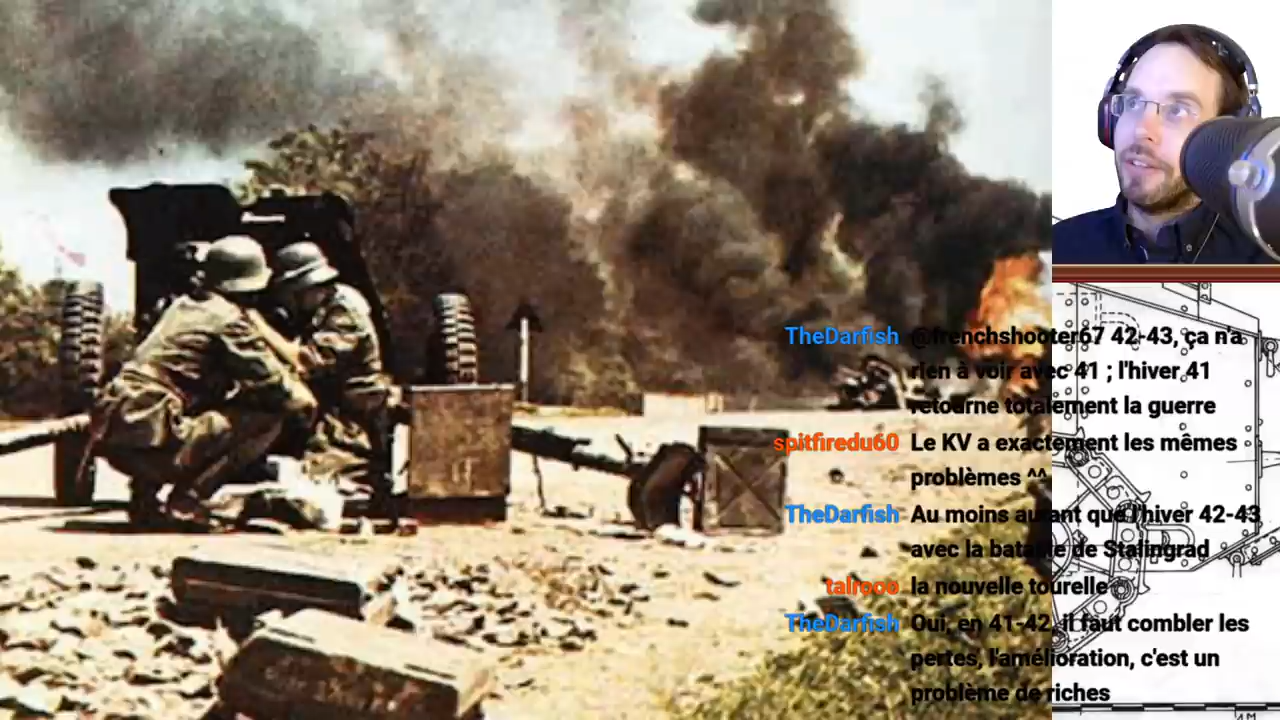 TheDarfish @frenchshooter67 42-43, ça n'a
rien à voir avec 41 ; l'hiver 41
retourne totalement la guerre
spitfiredu60 Le KV a exactement les mêmes
problèmes ^^
TheDarfish Au moins autant que l'hiver 42-43
avec la bataille de Stalingrad
talrooo la nouvelle tourelle
TheDarfish Oui, en 41-42, il faut combler les
pertes, l'amélioration, c'est un
problème de riches
4M